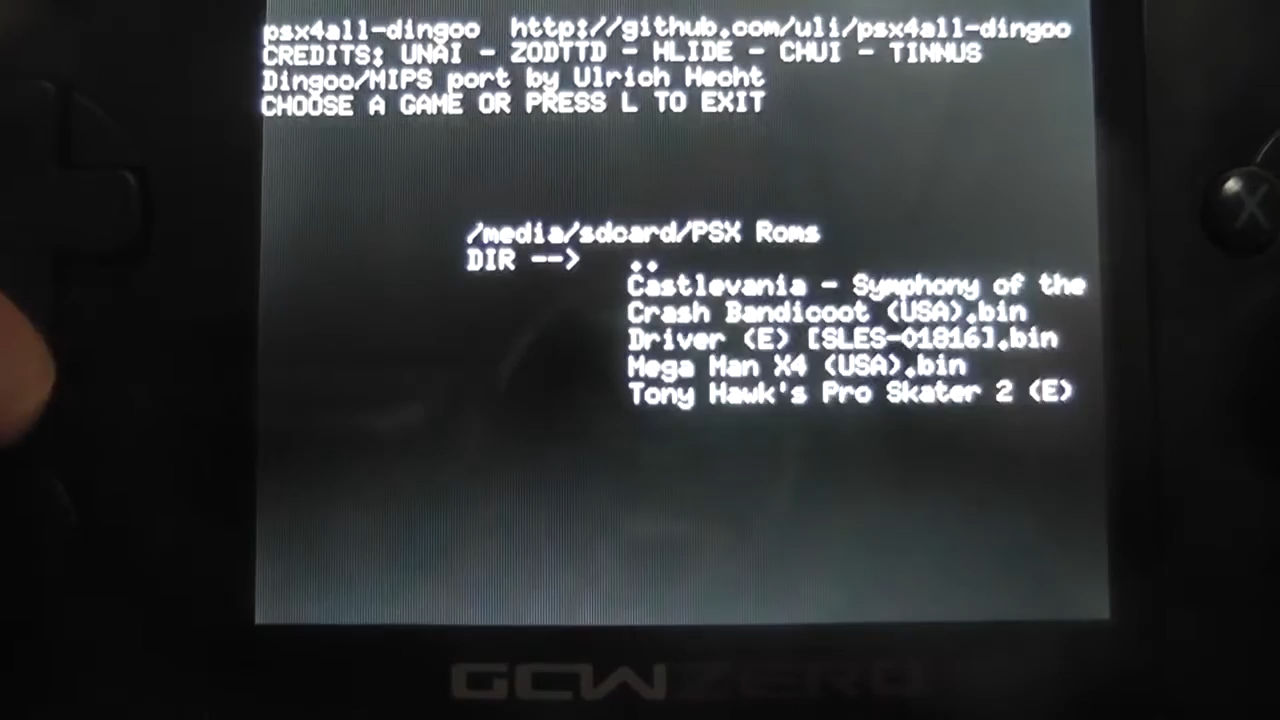 psx4all-dingoo http://github.com/uli/psx4all-dingoo
CREDITS: UNAI - ZODTTD - HLIDE - CHUI - TINNUS
Dingoo/MIPS port by Ulrich Hecht
CHOOSE A GAME OR PRESS L TO EXIT
/media/sdcard/PSX Roms
DIR --> ..
Castlevania - Symphony of the
Crash Bandicoot (USA).bin
Driver (E) [SLES-01816].bin
Mega Man X4 (USA).bin
Tony Hawk's Pro Skater 2 (E)
X
GCW ZERO